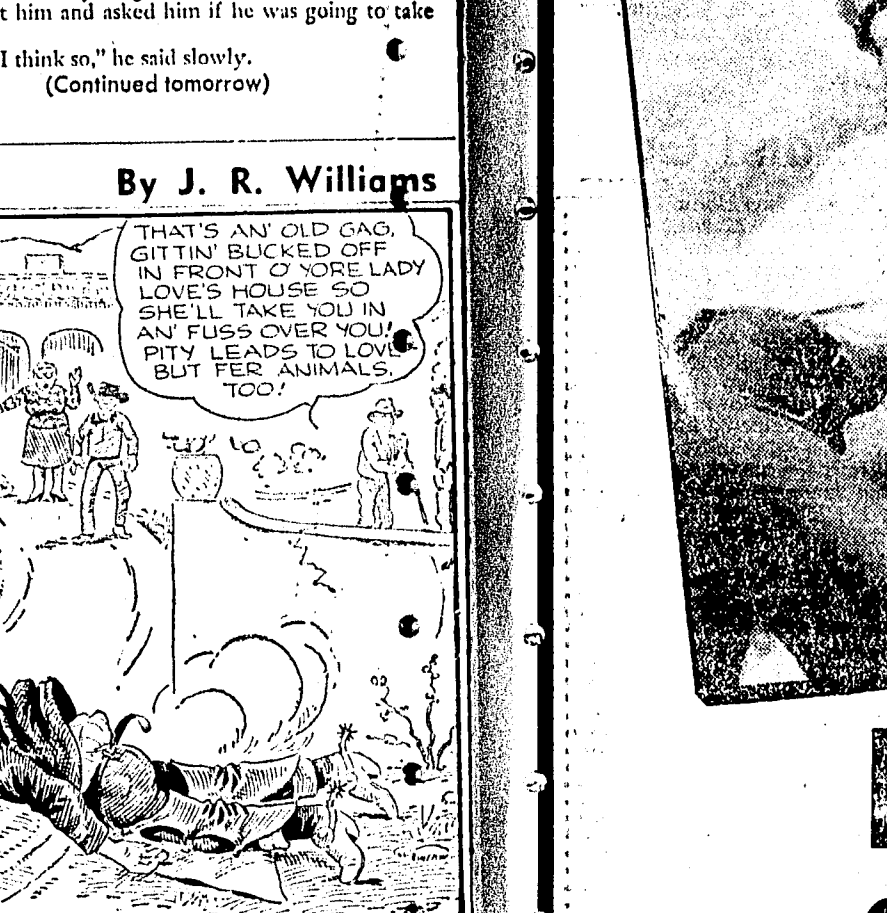 t him and asked him if he was going to take
I think so," he said slowly.
(Continued tomorrow)
By J. R. Williams
THAT'S AN' OLD GAG,
GITTIN' BUCKED OFF
IN FRONT O' YORE LADY
LOVE'S HOUSE SO
SHE'LL TAKE YOU IN
AN' FUSS OVER YOU!
PITY LEADS TO LOVE
BUT FER ANIMALS,
TOO!